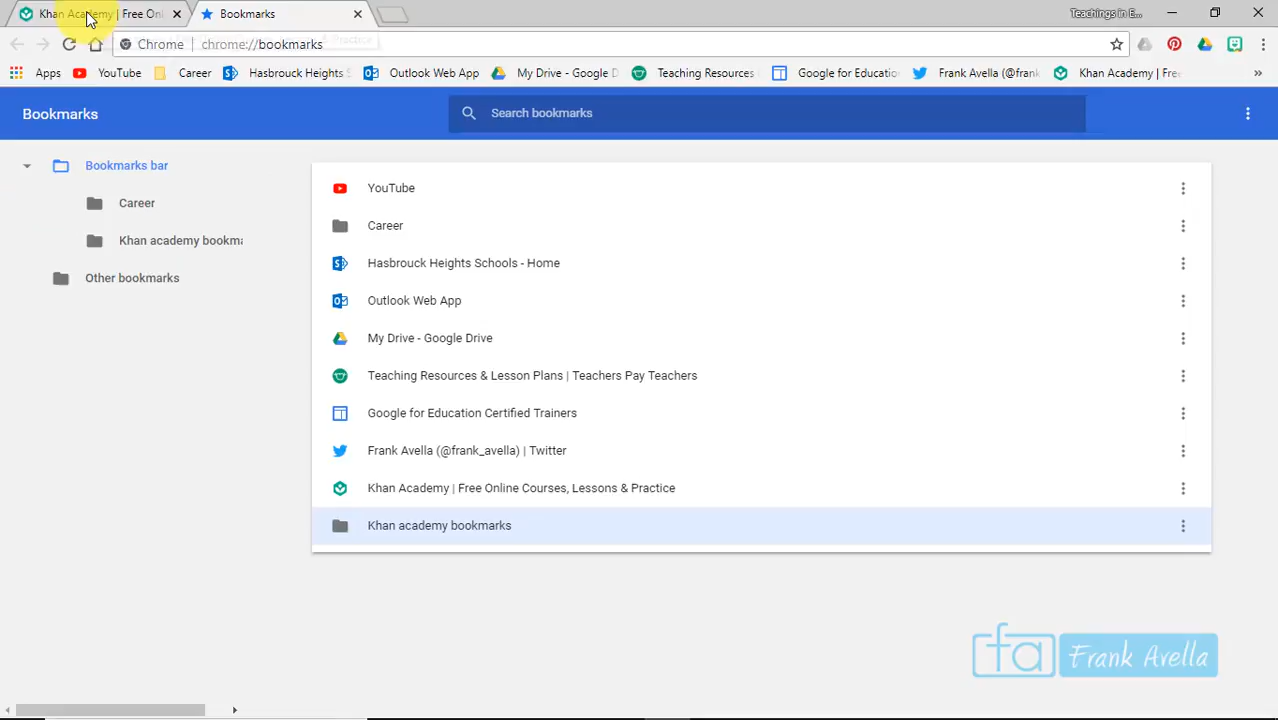 Khan Academy | Free Onl
Bookmarks
Teachings in E...
Chrome | chrome://bookmarks
Apps YouTube Career Hasbrouck Heights S Outlook Web App My Drive - Google D Teaching Resources Google for Educatio Frank Avella (@frank Khan Academy | Free »
Bookmarks
Search bookmarks
Bookmarks bar
Career
Khan academy bookma
Other bookmarks
YouTube
Career
Hasbrouck Heights Schools - Home
Outlook Web App
My Drive - Google Drive
Teaching Resources & Lesson Plans | Teachers Pay Teachers
Google for Education Certified Trainers
Frank Avella (@frank_avella) | Twitter
Khan Academy | Free Online Courses, Lessons & Practice
Khan academy bookmarks
fa Frank Avella